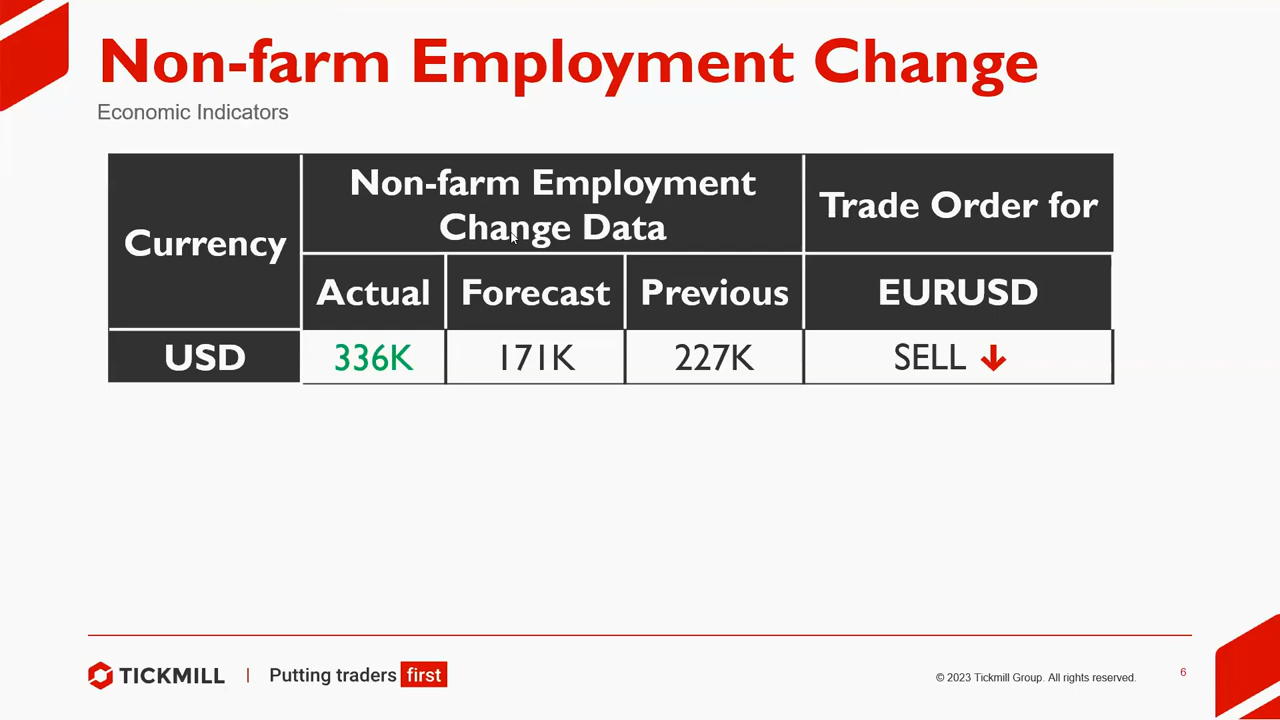 Non-farm Employment Change
Economic Indicators
Currency
Non-farm Employment
Change Data
Trade Order for
Actual
Forecast
Previous
EURUSD
USD
336K
171K
227K
SELL
TICKMILL
Putting traders first
© 2023 Tickmill Group. All rights reserved.
6